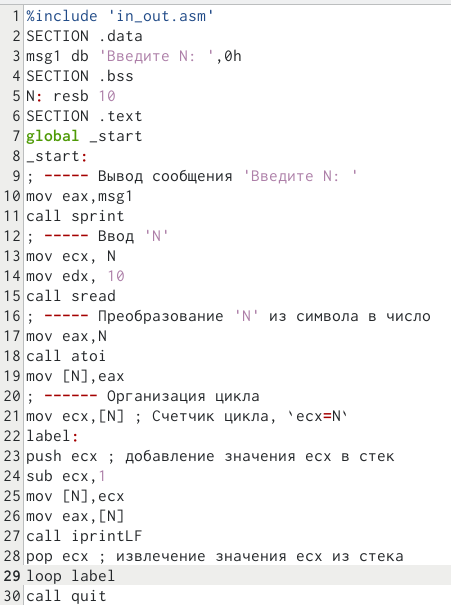 1 %include 'in_out.asm'
2 SECTION .data
3 msg1 db 'Введите N: ',0h
4 SECTION .bss
5 N: resb 10
6 SECTION .text
7 global _start
8 _start:
9 ; ----- Вывод сообщения 'Введите N: '
10 mov eax,msg1
11 call sprint
12 ; ----- Ввод 'N'
13 mov ecx, N
14 mov edx, 10
15 call sread
16 ; ----- Преобразование 'N' из символа в число
17 mov eax,N
18 call atoi
19 mov [N],eax
20 ; ------ Организация цикла
21 mov ecx,[N] ; Счетчик цикла, `ecx=N`
22 label:
23 push ecx ; добавление значения ecx в стек
24 sub ecx,1
25 mov [N],ecx
26 mov eax,[N]
27 call iprintLF
28 pop ecx ; извлечение значения ecx из стека
29 loop label
30 call quit